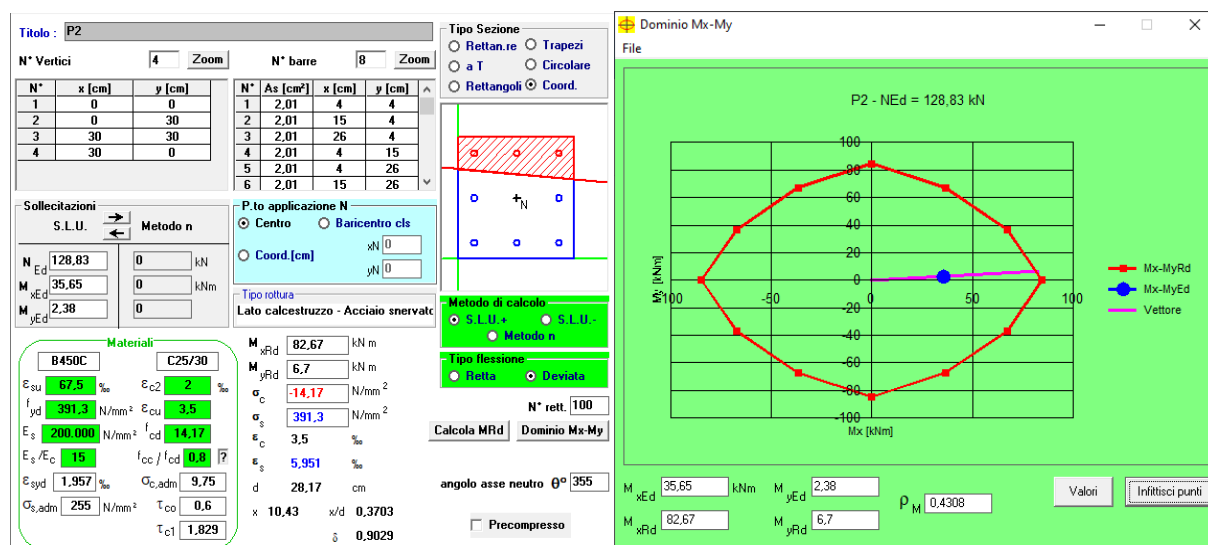 Titolo : P2
N° Vertici 4 Zoom N° barre 8 Zoom
N° x [cm] y [cm]
1 0 0
2 0 30
3 30 30
4 30 0
N° As [cm²] x [cm] y [cm]
1 2,01 4 4
2 2,01 15 4
3 2,01 26 4
4 2,01 4 15
5 2,01 4 26
6 2,01 15 26
Tipo Sezione
Rettan.re Trapezi
a T Circolare
Rettangoli Coord.
N
Sollecitazioni
S.L.U. Metodo n
N Ed 128,83 0 kN
M xEd 35,65 0 kNm
M yEd 2,38 0
P.to applicazione N
Centro Baricentro cls
Coord.[cm] xN 0
yN 0
Tipo rottura
Lato calcestruzzo - Acciaio snervato
Metodo di calcolo
S.L.U.+ S.L.U.-
Metodo n
Tipo flessione
Retta Deviata
N° rett. 100
Calcola MRd Dominio Mx-My
angolo asse neutro θ° 355
Precompresso
Materiali
B450C C25/30
εsu 67,5 ‰ εc2 2 ‰
fyd 391,3 N/mm² εcu 3,5
Es 200.000 N/mm² fcd 14,17
Es/Ec 15 fcc / fcd 0,8 ?
εsyd 1,957 ‰ σc,adm 9,75
σs,adm 255 N/mm² τco 0,6
τc1 1,829
M xRd 82,67 kN m
M yRd 6,7 kN m
σc -14,17 N/mm²
σs 391,3 N/mm²
εc 3,5 ‰
εs 5,951 ‰
d 28,17 cm
x 10,43 x/d 0,3703
δ 0,9029
Dominio Mx-My
File
P2 - NEd = 128,83 kN
100
80
60
40
20
0
-20
-40
-60
-80
-100
-100 -50 0 50 100
Mx [kNm]
Mx-MyRd
Mx-MyEd
Vettore
M xEd 35,65 kNm M yEd 2,38
M xRd 82,67 M yRd 6,7
ρM 0,4308
Valori Infittisci punti